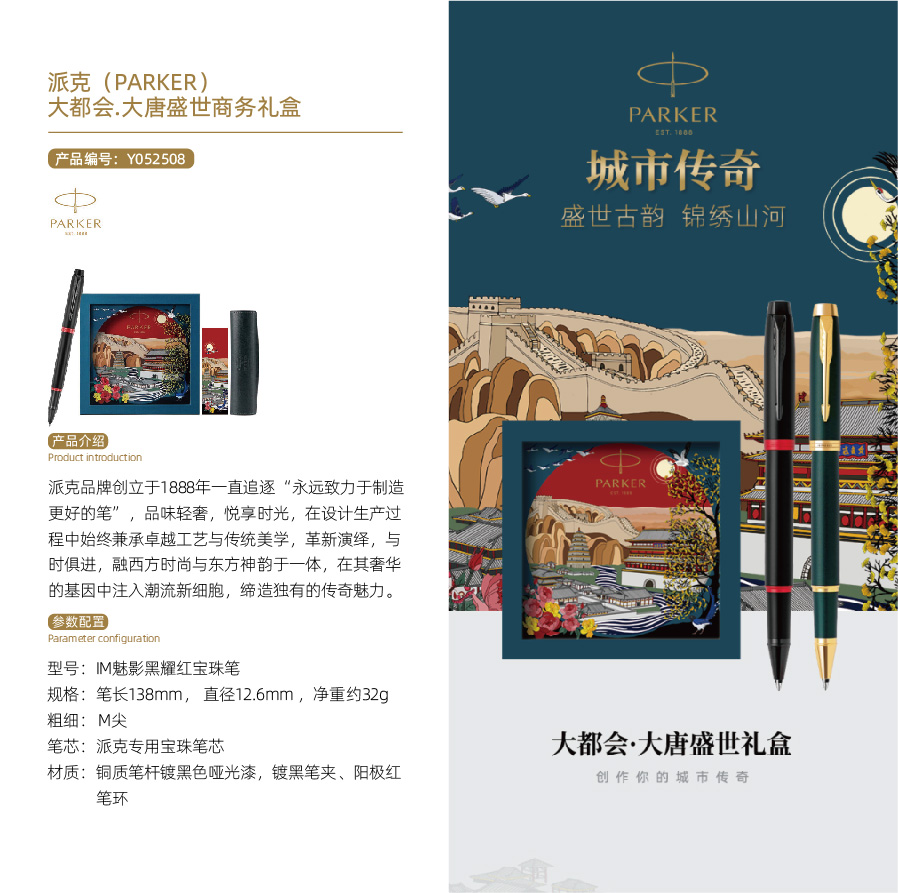 派克（PARKER）
大都会.大唐盛世商务礼盒
产品编号：Y052508
PARKER
EST. 1888
PARKER
产品介绍
Product introduction
派克品牌创立于1888年一直追逐“永远致力于制造
更好的笔”，品味轻奢，悦享时光，在设计生产过
程中始终兼承卓越工艺与传统美学，革新演绎，与
时俱进，融西方时尚与东方神韵于一体，在其奢华
的基因中注入潮流新细胞，缔造独有的传奇魅力。
参数配置
Parameter configuration
型号：IM魅影黑耀红宝珠笔
规格：笔长138mm， 直径12.6mm ，净重约32g
粗细： M尖
笔芯：派克专用宝珠笔芯
材质：铜质笔杆镀黑色哑光漆，镀黑笔夹、阳极红
笔环
PARKER
EST. 1888
城市传奇
盛世古韵 锦绣山河
PARKER
EST. 1888
大都会·大唐盛世礼盒
创作你的城市传奇